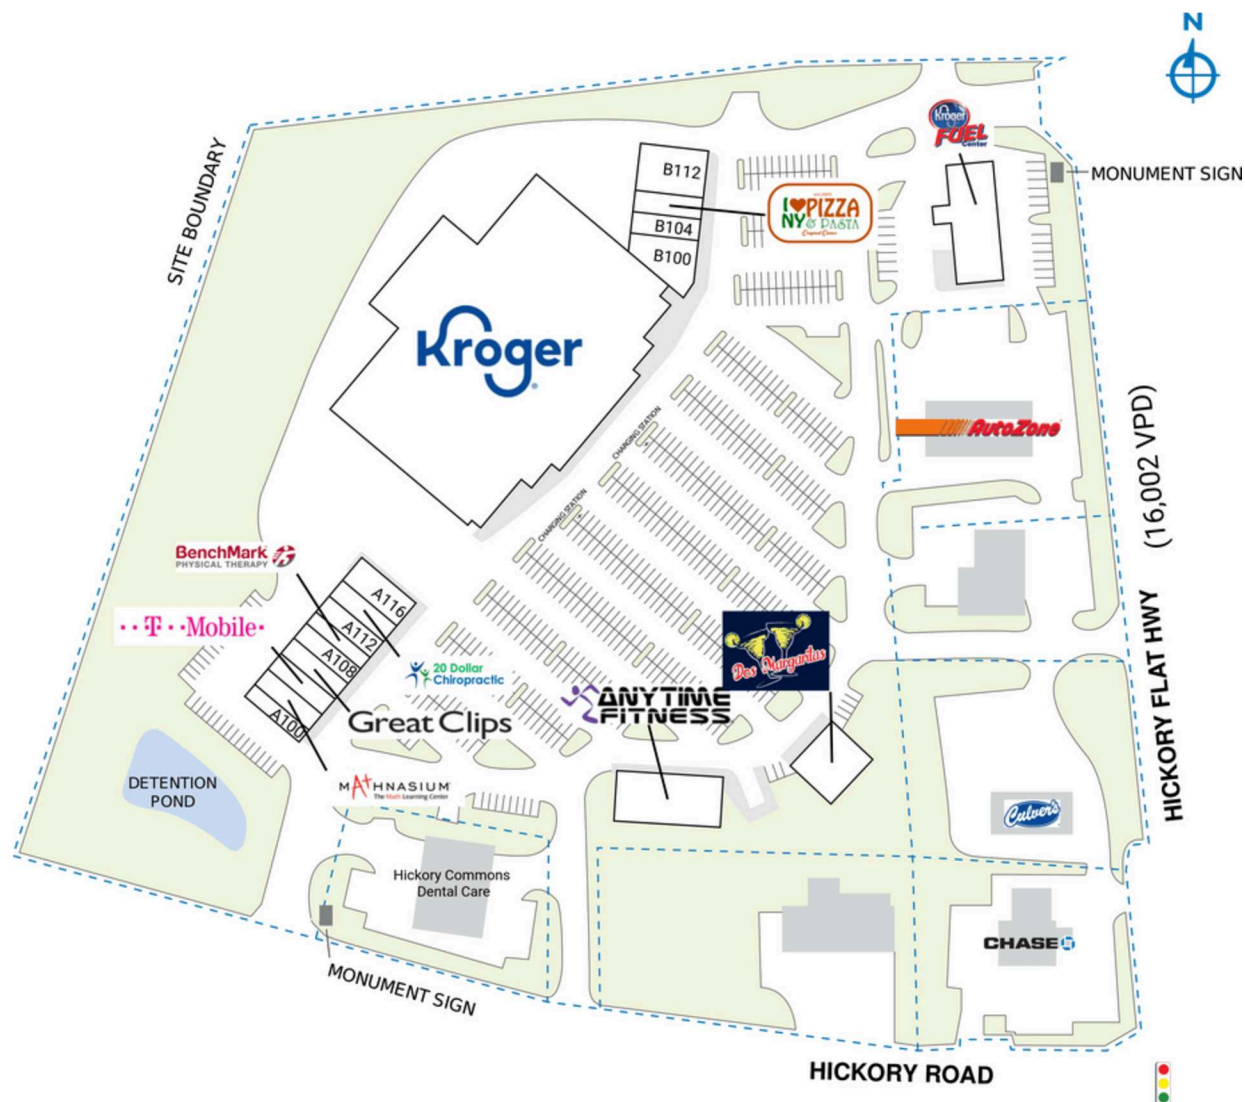 N
Kroger
FUEL
Center
MONUMENT SIGN
SITE BOUNDARY
B112
I❤PIZZA
NY& PASTA
B104
B100
Kroger
CHARGING STATION
AutoZone
(16,002 VPD)
CHARGING STATION
BenchMark
PHYSICAL THERAPY
A116
T-Mobile
A112
A108
20 Dollar
Chiropractic
Dos Margaritas
HICKORY FLAT HWY
ANYTIME
FITNESS
Great Clips
A100
DETENTION
POND
MATHNASIUM
The Math Learning Center
Culver's
Hickory Commons
Dental Care
CHASE
MONUMENT SIGN
HICKORY ROAD